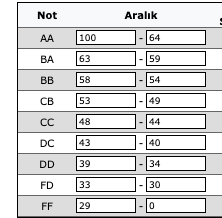 Not Aralık
AA 100 - 64
BA 63 - 59
BB 58 - 54
CB 53 - 49
CC 48 - 44
DC 43 - 40
DD 39 - 34
FD 33 - 30
FF 29 - 0